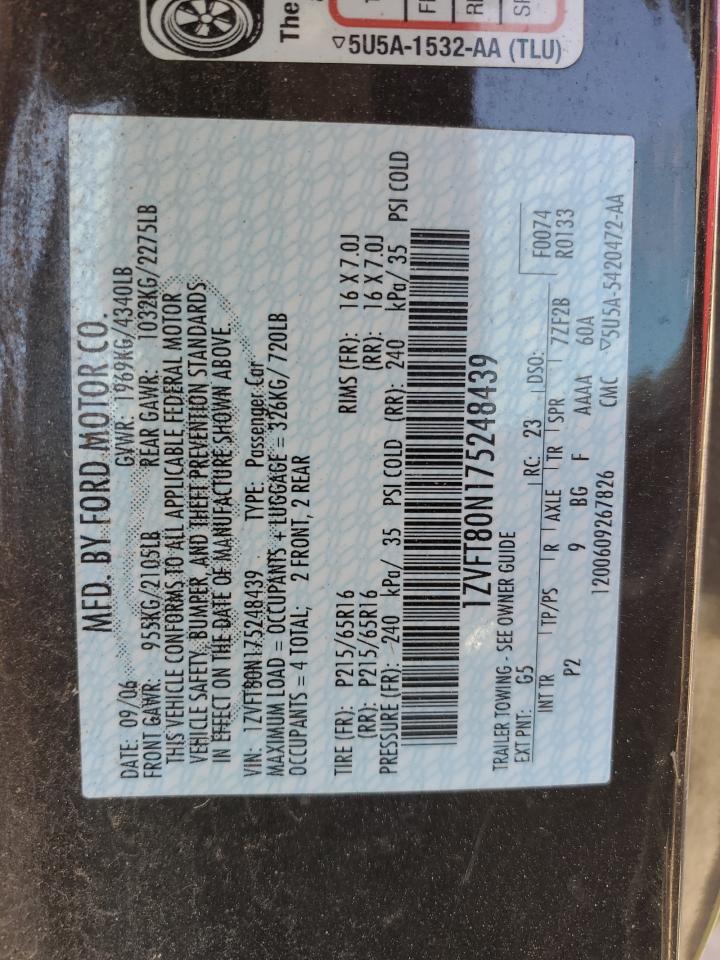 The
▽5U5A-1532-AA (TLU)
MFD. BY FORD MOTOR CO.
DATE: 09/06 GVWR: 1969KG/4340LB
FRONT GAWR: 955KG/2105LB REAR GAWR: 1032KG/2275LB
THIS VEHICLE CONFORMS TO ALL APPLICABLE FEDERAL MOTOR
VEHICLE SAFETY, BUMPER, AND THEFT PREVENTION STANDARDS
IN EFFECT ON THE DATE OF MANUFACTURE SHOWN ABOVE.
VIN: 1ZVFT80N175248439 TYPE: Passenger Car
MAXIMUM LOAD = OCCUPANTS + LUGGAGE = 326KG/720LB
OCCUPANTS = 4 TOTAL; 2 FRONT, 2 REAR
TIRE (FR): P215/65R16 RIMS (FR): 16 X 7.0J
(RR): P215/65R16 (RR): 16 X 7.0J
PRESSURE (FR): 240 kPa/ 35 PSI COLD (RR): 240 kPa/ 35 PSI COLD
1ZVFT80N175248439
TRAILER TOWING - SEE OWNER GUIDE
EXT PNT: G5 RC: 23 DSO: F0074
INT TR TP/PS R AXLE TR SPR 7ZF2B R0133
P2 9 BG F AAAA 60A
1200609267826 CMC ▽5U5A-5420472-AA